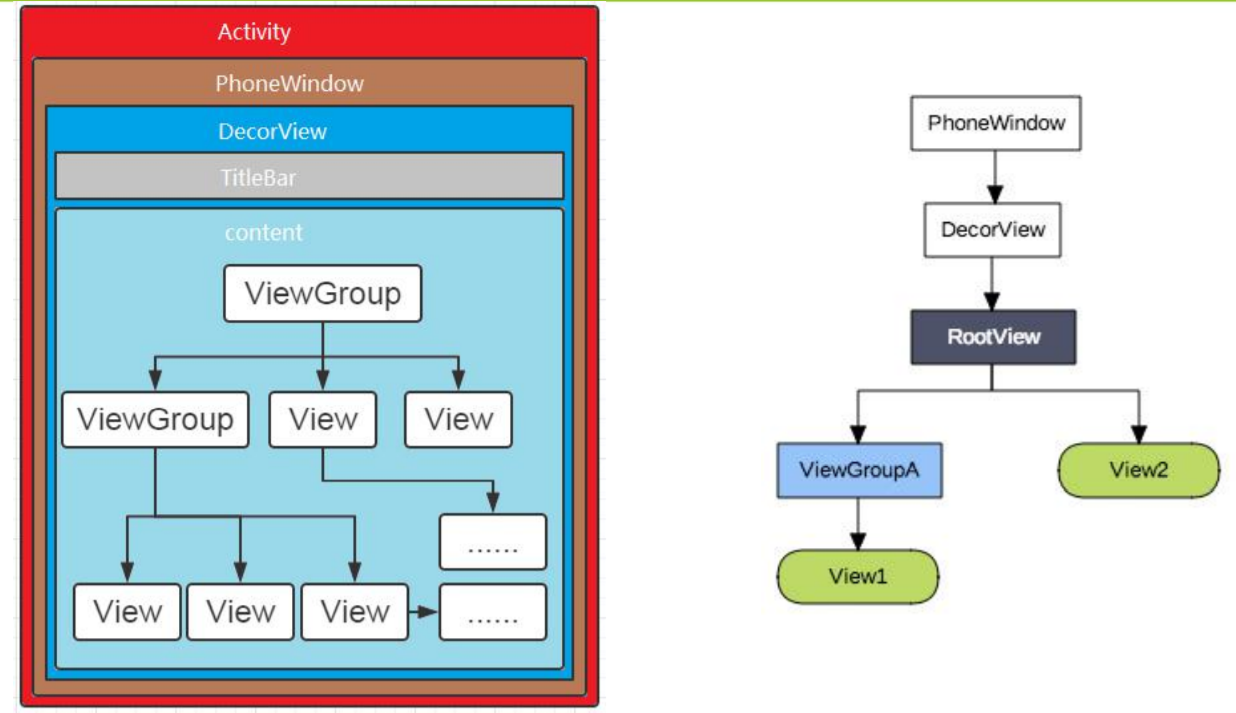 Activity
PhoneWindow
DecorView
TitleBar
content
ViewGroup
ViewGroup
View
View
......
View
View
View
......
PhoneWindow
DecorView
RootView
ViewGroupA
View2
View1